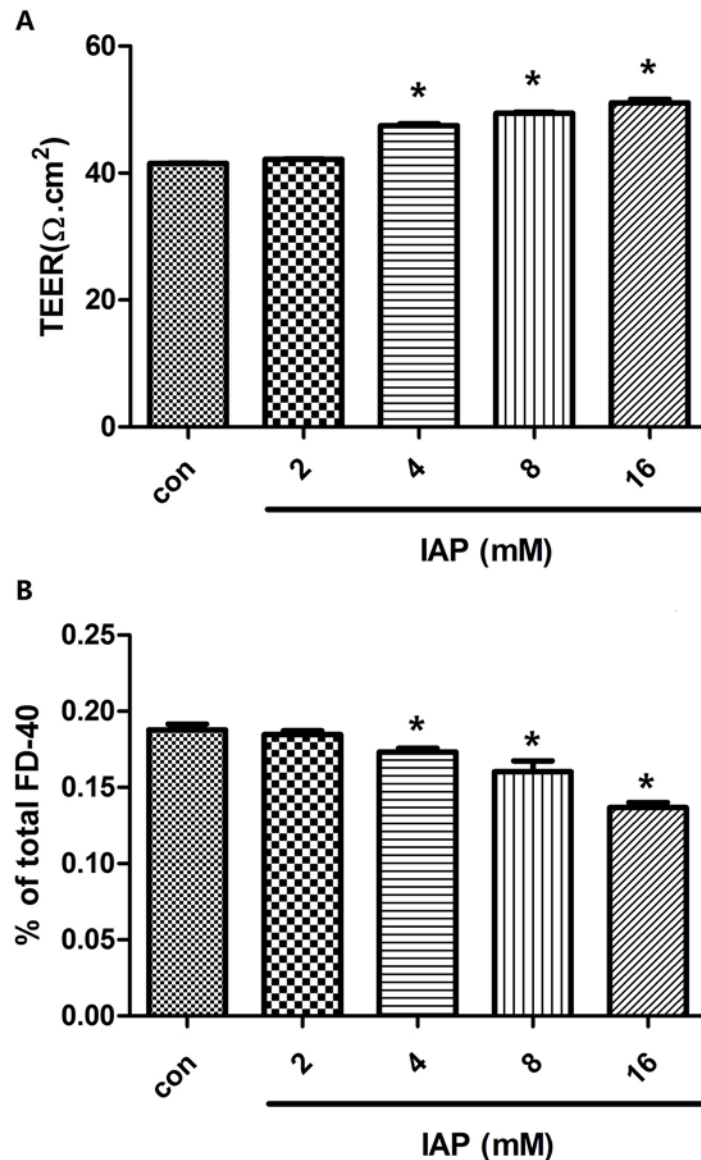 A
60
40
20
0
TEER(Ω.cm²)
* * *
con 2 4 8 16
IAP (mM)
B
0.25
0.20
0.15
0.10
0.05
0.00
% of total FD-40
* * *
con 2 4 8 16
IAP (mM)